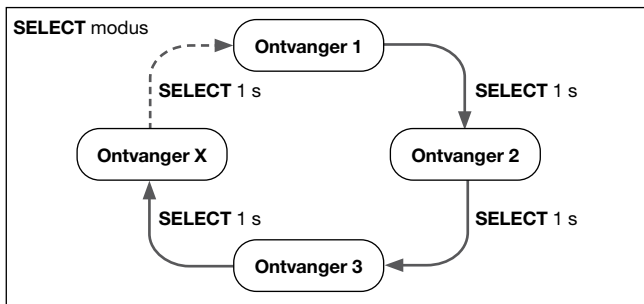 SELECT modus
Ontvanger 1
SELECT 1 s
SELECT 1 s
Ontvanger X
Ontvanger 2
SELECT 1 s
SELECT 1 s
Ontvanger 3